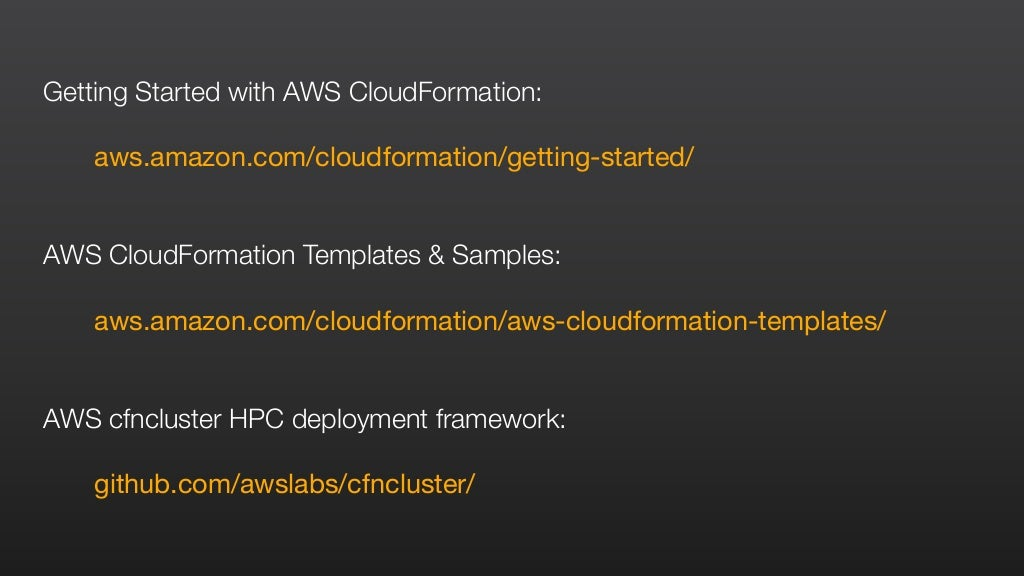 Getting Started with AWS CloudFormation:
aws.amazon.com/cloudformation/getting-started/
AWS CloudFormation Templates & Samples:
aws.amazon.com/cloudformation/aws-cloudformation-templates/
AWS cfncluster HPC deployment framework:
github.com/awslabs/cfncluster/